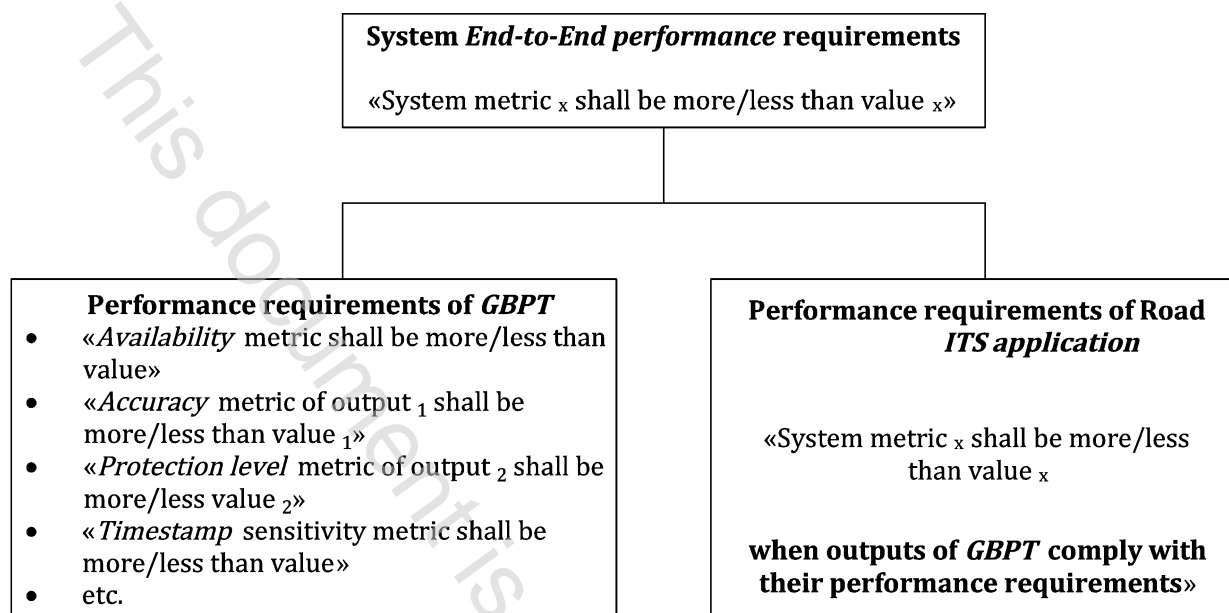 System End-to-End performance requirements
«System metric x shall be more/less than value x»
Performance requirements of GBPT
• «Availability metric shall be more/less than
value»
• «Accuracy metric of output 1 shall be
more/less than value 1»
• «Protection level metric of output 2 shall be
more/less value 2»
• «Timestamp sensitivity metric shall be
more/less than value»
• etc.
Performance requirements of Road
ITS application
«System metric x shall be more/less
than value x
when outputs of GBPT comply with
their performance requirements»
This document is